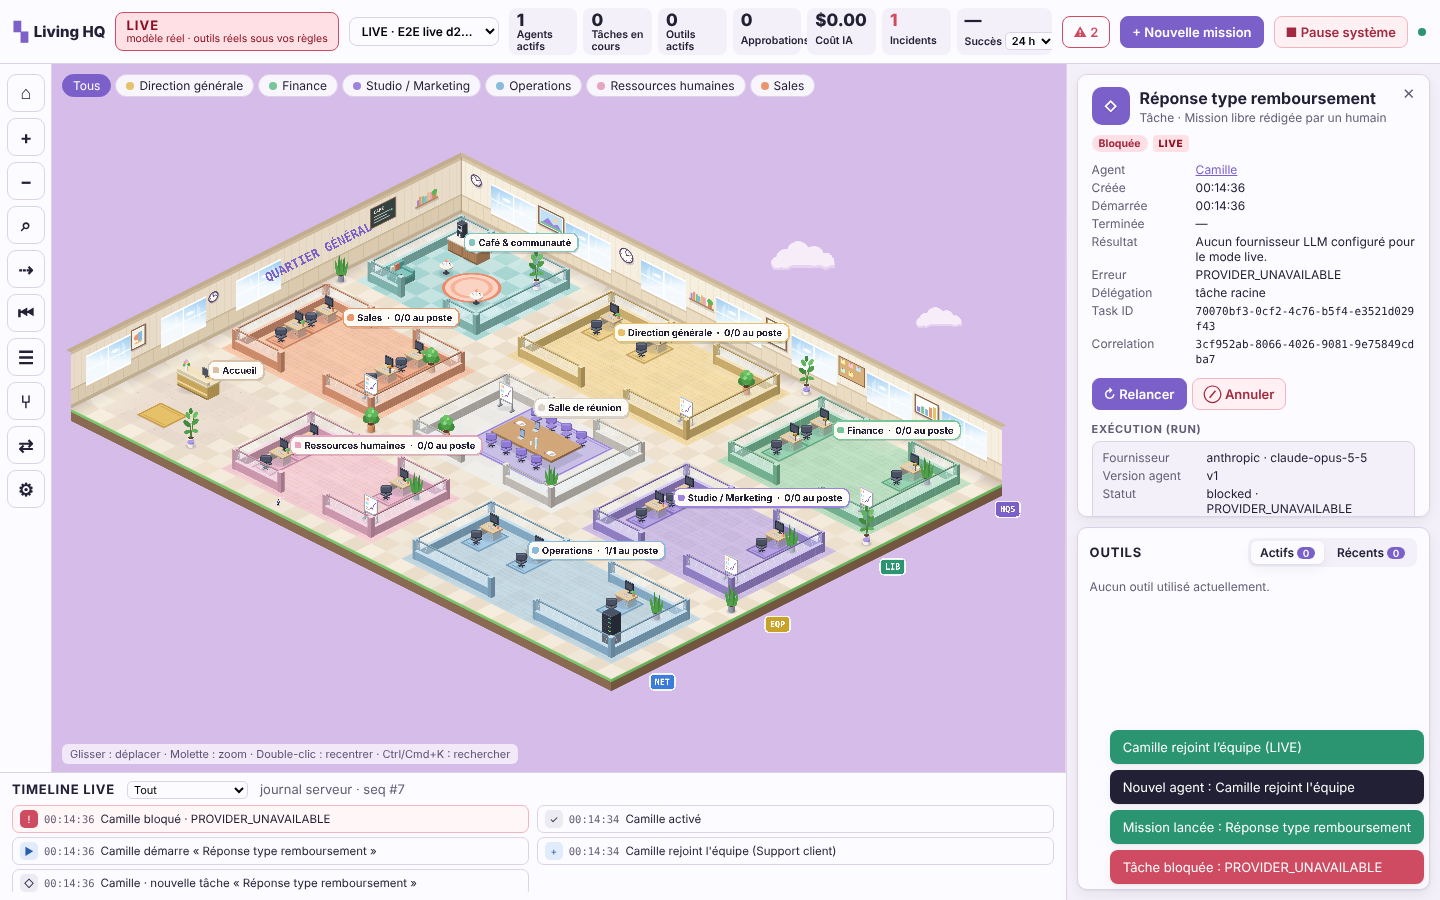 Living HQ
LIVE
modèle réel · outils réels sous vos règles
LIVE · E2E live d2...
1
Agents
actifs
0
Tâches en
cours
0
Outils
actifs
0
Approbations
$0.00
Coût IA
1
Incidents
—
Succès
24 h
2
+ Nouvelle mission
Pause système
Tous
Direction générale
Finance
Studio / Marketing
Operations
Ressources humaines
Sales
QUARTIER GÉNÉRAL
Café & communauté
Sales · 0/0 au poste
Direction générale · 0/0 au poste
Accueil
Salle de réunion
Ressources humaines · 0/0 au poste
Finance · 0/0 au poste
Studio / Marketing · 0/0 au poste
HQS
Operations · 1/1 au poste
LIB
EQP
NET
Glisser : déplacer · Molette : zoom · Double-clic : recentrer · Ctrl/Cmd+K : rechercher
TIMELINE LIVE
Tout
journal serveur · seq #7
! 00:14:36 Camille bloqué · PROVIDER_UNAVAILABLE
00:14:34 Camille activé
00:14:36 Camille démarre « Réponse type remboursement »
00:14:34 Camille rejoint l'équipe (Support client)
00:14:36 Camille · nouvelle tâche « Réponse type remboursement »
Réponse type remboursement
Tâche · Mission libre rédigée par un humain
Bloquée
LIVE
Agent Camille
Créée 00:14:36
Démarrée 00:14:36
Terminée —
Résultat Aucun fournisseur LLM configuré pour
le mode live.
Erreur PROVIDER_UNAVAILABLE
Délégation tâche racine
Task ID 70070bf3-0cf2-4c76-b5f4-e3521d029
f43
Correlation 3cf952ab-8066-4026-9081-9e75849cd
ba7
Relancer
Annuler
EXÉCUTION (RUN)
Fournisseur anthropic · claude-opus-5-5
Version agent v1
Statut blocked ·
PROVIDER_UNAVAILABLE
OUTILS
Actifs 0
Récents 0
Aucun outil utilisé actuellement.
Camille rejoint l'équipe (LIVE)
Nouvel agent : Camille rejoint l'équipe
Mission lancée : Réponse type remboursement
Tâche bloquée : PROVIDER_UNAVAILABLE